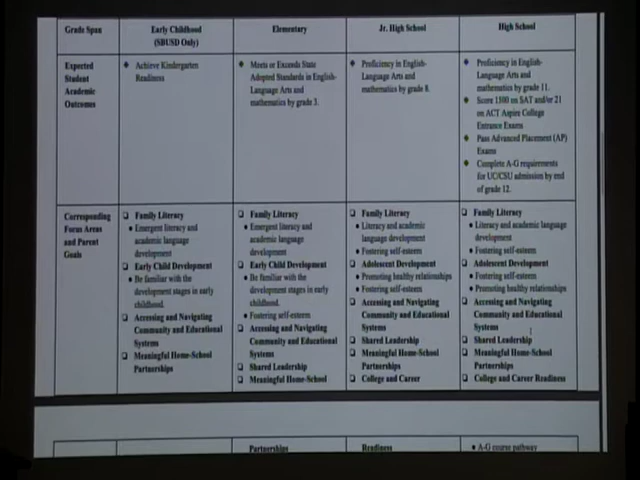 Grade Span
Early Childhood
(SBUSD Only)
Elementary
Jr. High School
High School
Expected
Student
Academic
Outcomes
Achieve Kindergarten
Readiness
Meets or Exceeds State
Adopted Standards in English-
Language Arts and
mathematics by grade 3.
Proficiency in English-
Language Arts and
mathematics by grade 8.
Proficiency in English-
Language Arts and
mathematics by grade 11.
Score 1500 on SAT and/or 21
on ACT Aspire College
Entrance Exams
Pass Advanced Placement (AP)
Exams
Complete A-G requirements
for UC/CSU admission by end
of grade 12.
Corresponding
Focus Areas
and Parent
Goals
Family Literacy
• Emergent literacy and
academic language
development
Early Child Development
• Be familiar with the
development stages in early
childhood.
Accessing and Navigating
Community and Educational
Systems
Meaningful Home-School
Partnerships
Family Literacy
• Emergent literacy and
academic language
development
Early Child Development
• Be familiar with the
development stages in early
childhood.
• Fostering self-esteem
Accessing and Navigating
Community and Educational
Systems
Shared Leadership
Meaningful Home-School
Family Literacy
• Literacy and academic
language development
• Fostering self-esteem
Adolescent Development
• Promoting healthy relationships
• Fostering self-esteem
Accessing and Navigating
Community and Educational
Systems
Shared Leadership
Meaningful Home-School
Partnerships
College and Career
Family Literacy
• Literacy and academic language
development
• Fostering self-esteem
Adolescent Development
• Fostering self-esteem
• Promoting healthy relationships
Accessing and Navigating
Community and Educational
Systems
Shared Leadership
Meaningful Home-School
Partnerships
College and Career Readiness
Partnerships
Readiness
• A-G course pathway